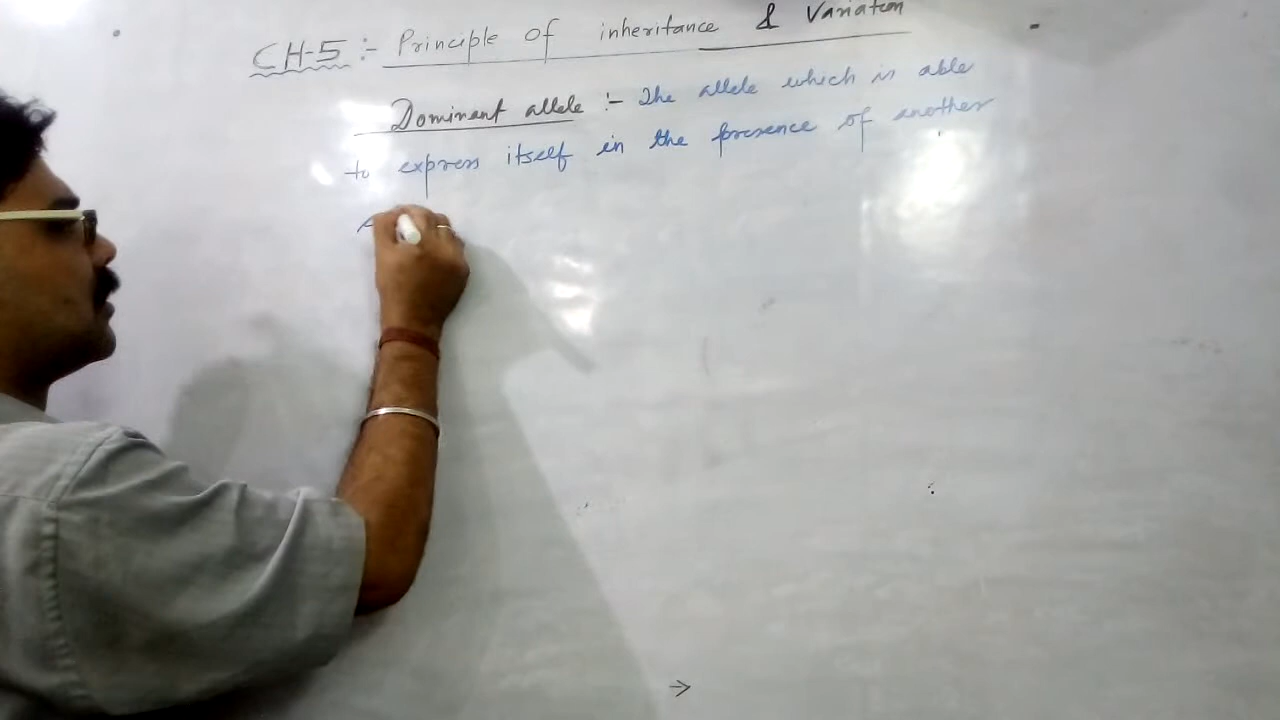 CH-5 :- Principle of inheritance & Variation
Dominant allele :- The allele which is able
to express itself in the presence of another